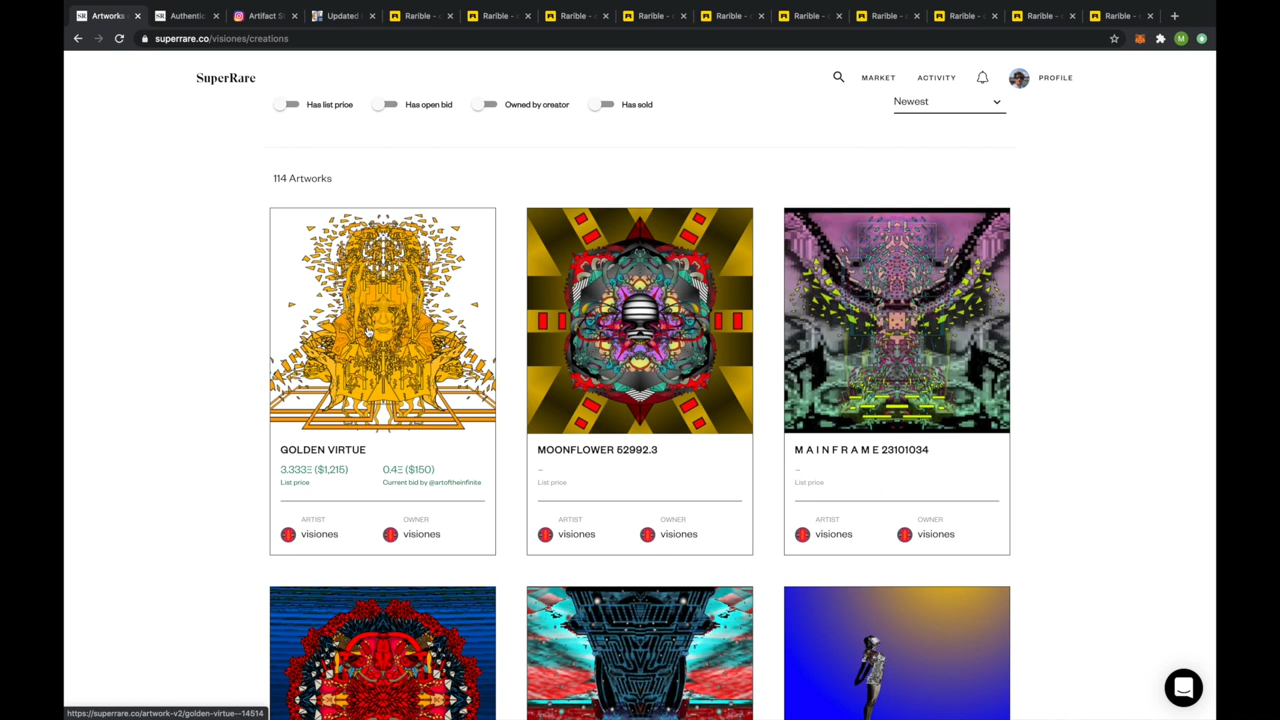 Artworks
Authentic
Artifact S
Updated
Rarible -
Rarible -
Rarible -
Rarible -
Rarible -
Rarible -
Rarible -
Rarible -
Rarible -
Rarible -
superrare.co/visiones/creations
M
SuperRare
MARKET
ACTIVITY
PROFILE
Has list price
Has open bid
Owned by creator
Has sold
Newest
114 Artworks
GOLDEN VIRTUE
3.333Ξ ($1,215)
0.4Ξ ($150)
List price
Current bid by @artoftheinfinite
ARTIST
OWNER
visiones
visiones
MOONFLOWER 52992.3
–
List price
ARTIST
OWNER
visiones
visiones
M A I N F R A M E 23101034
–
List price
ARTIST
OWNER
visiones
visiones
https://superrare.co/artwork-v2/golden-virtue--14514